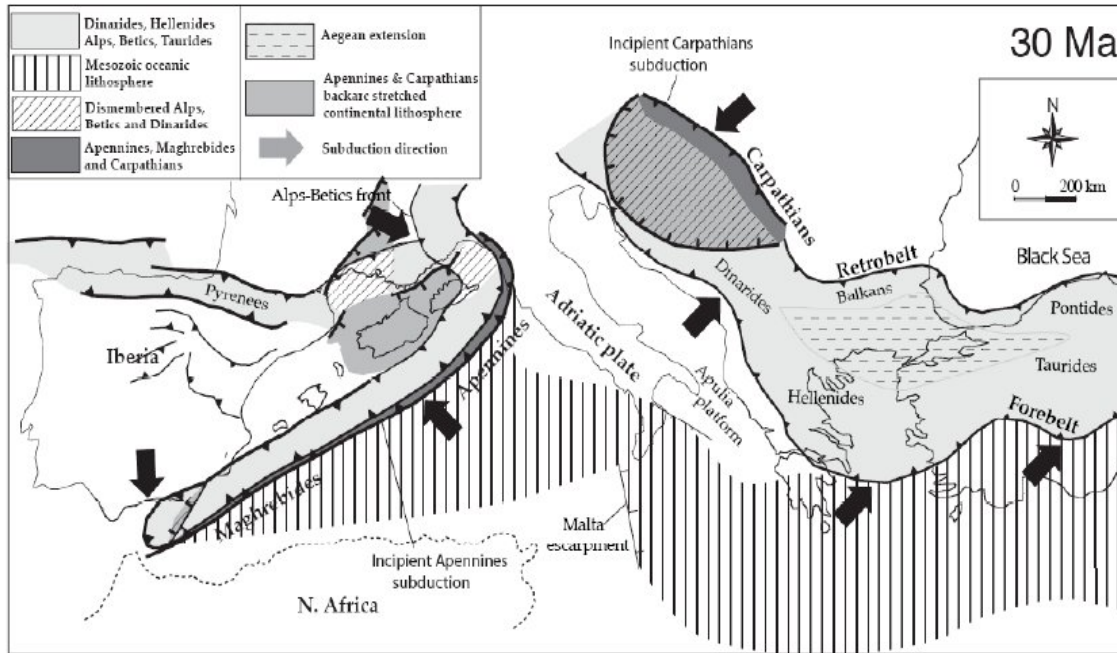 Dinarides, Hellenides
Alps, Betics, Taurides
Mesozoic oceanic
lithosphere
Dismembered Alps,
Betics and Dinarides
Apennines, Maghrebides
and Carpathians
Aegean extension
Apennines & Carpathians
backarc stretched
continental lithosphere
Subduction direction
Incipient Carpathians
subduction
30 Ma
N
0 200 km
Alps-Betics front
Carpathians
Retrobelt
Black Sea
Pyrenees
Dinarides
Balkans
Pontides
Iberia
Adriatic plate
Apennines
Apulia
platform
Hellenides
Taurides
Forebelt
Maghrebides
Malta
escarpment
Incipient Apennines
subduction
N. Africa